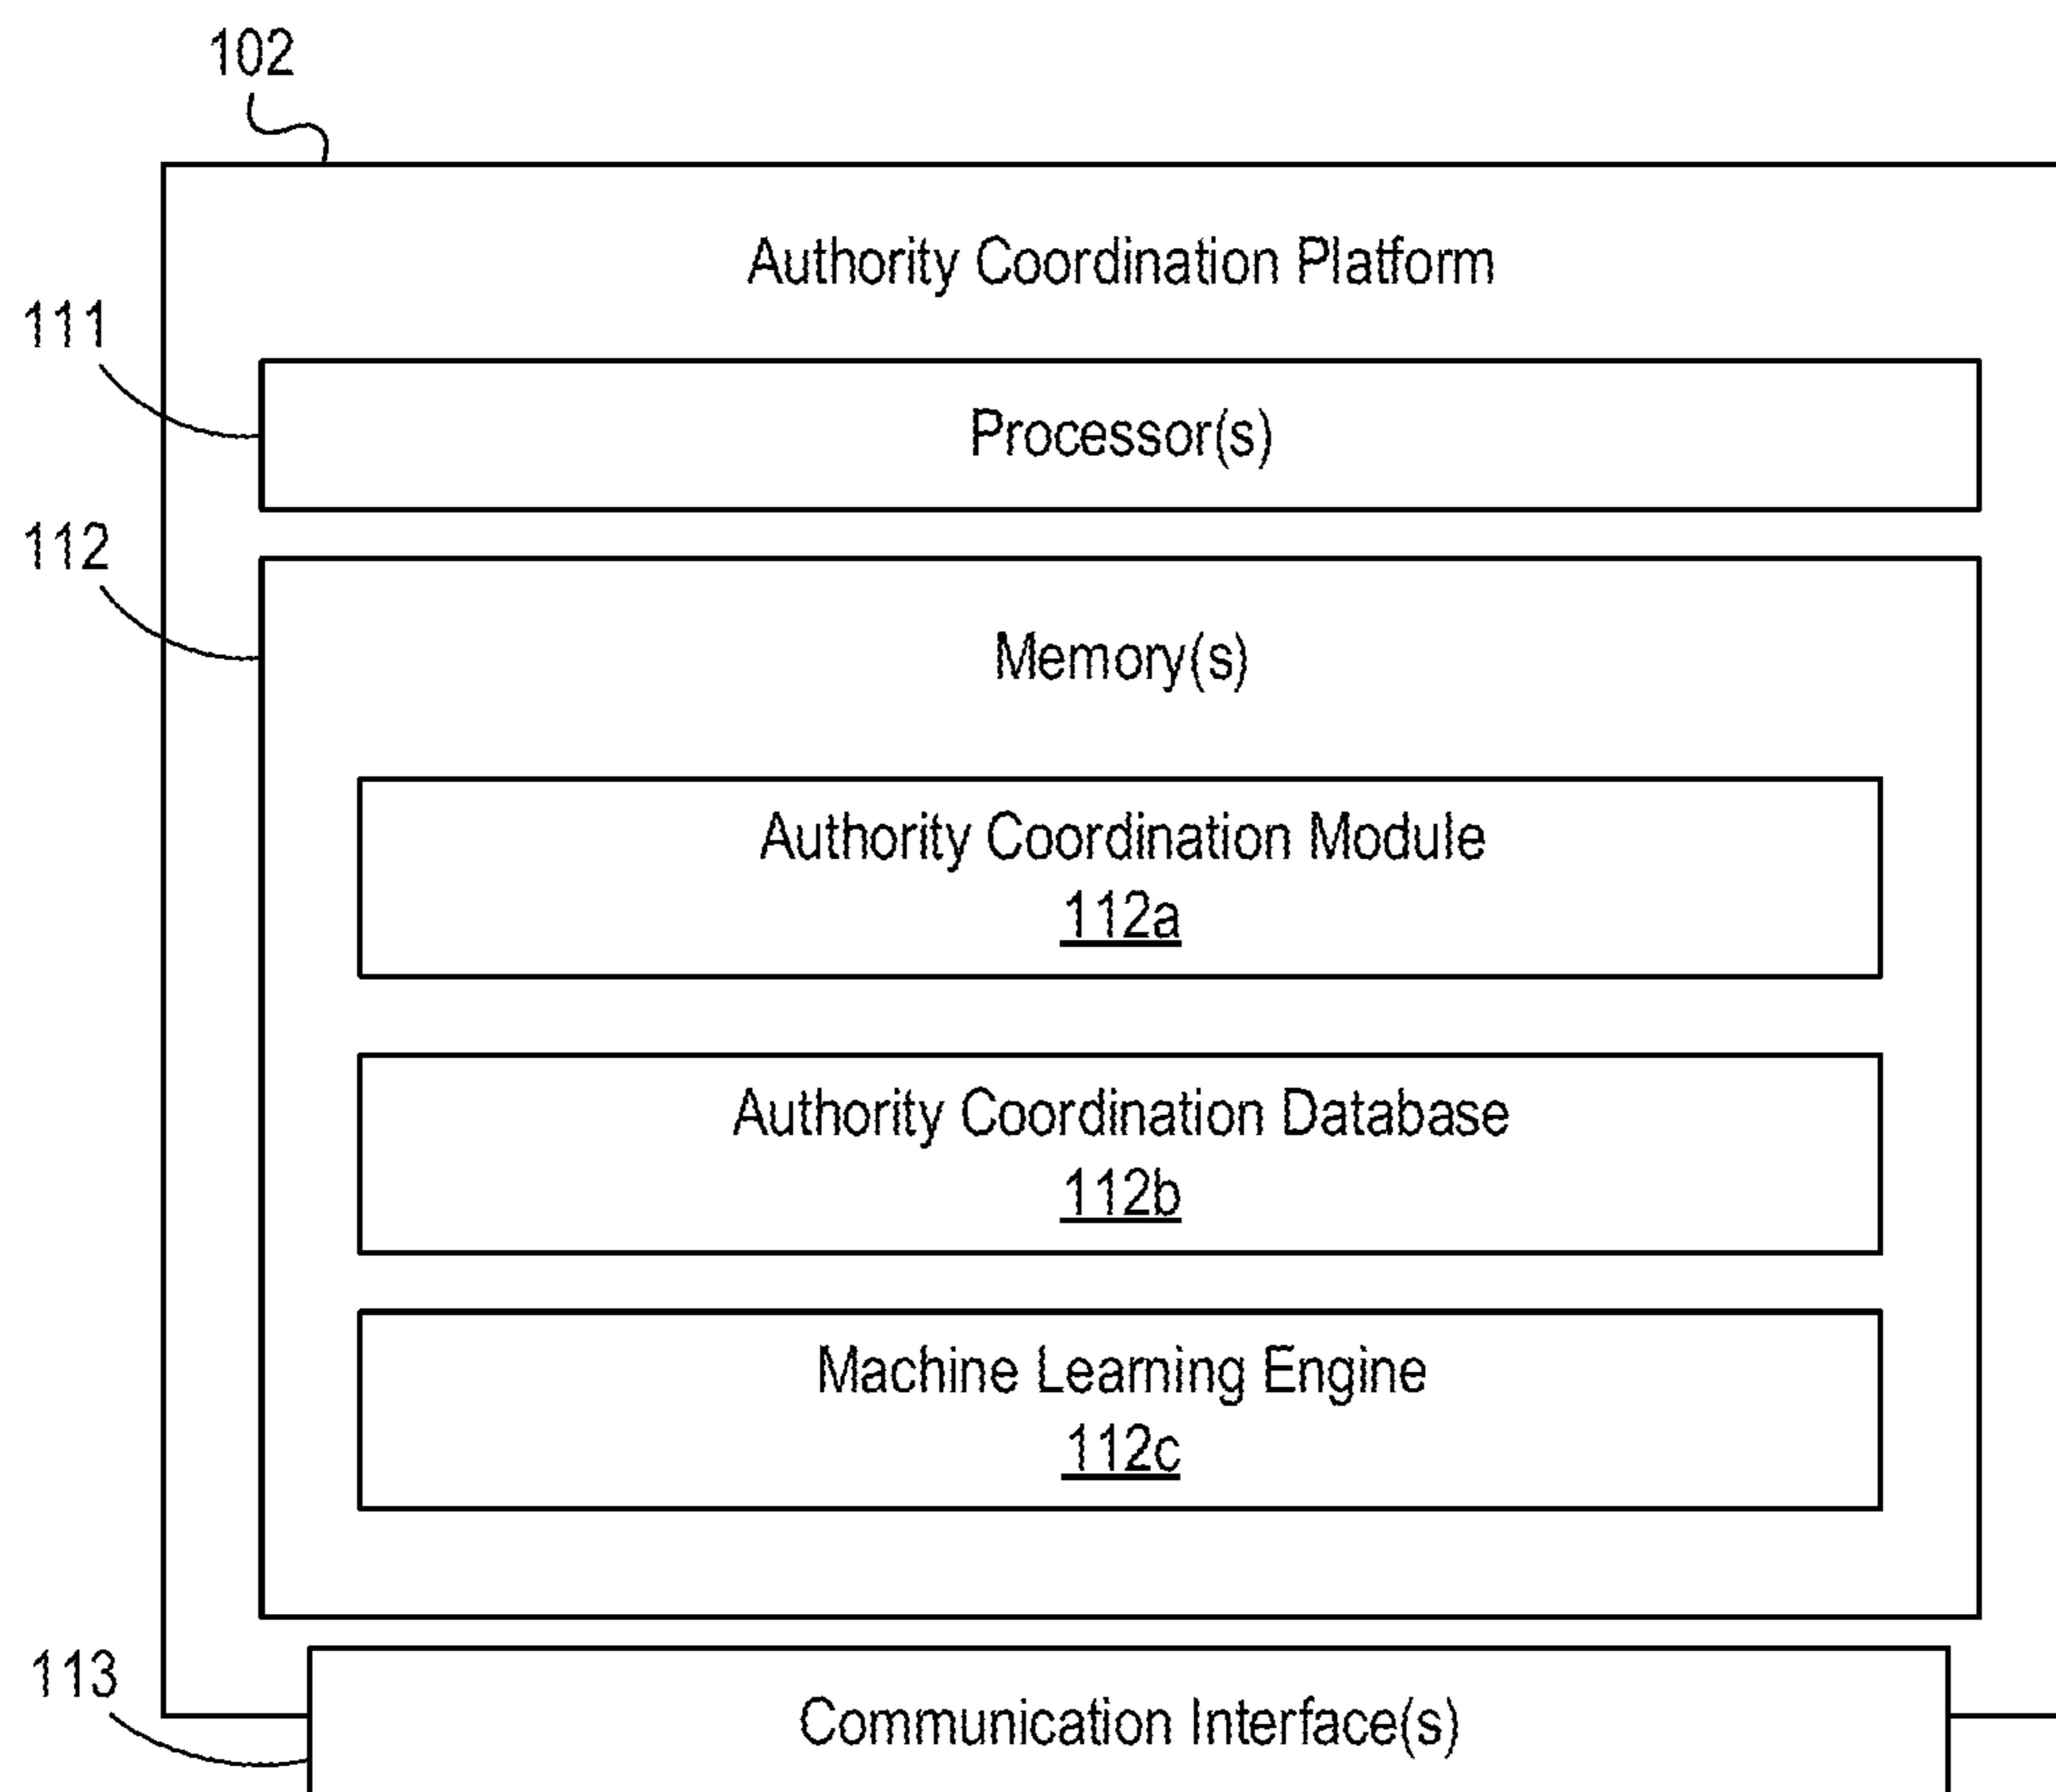 102
Authority Coordination Platform
111
Processor(s)
112
Memory(s)
Authority Coordination Module
112a
Authority Coordination Database
112b
Machine Learning Engine
112c
113
Communication Interface(s)